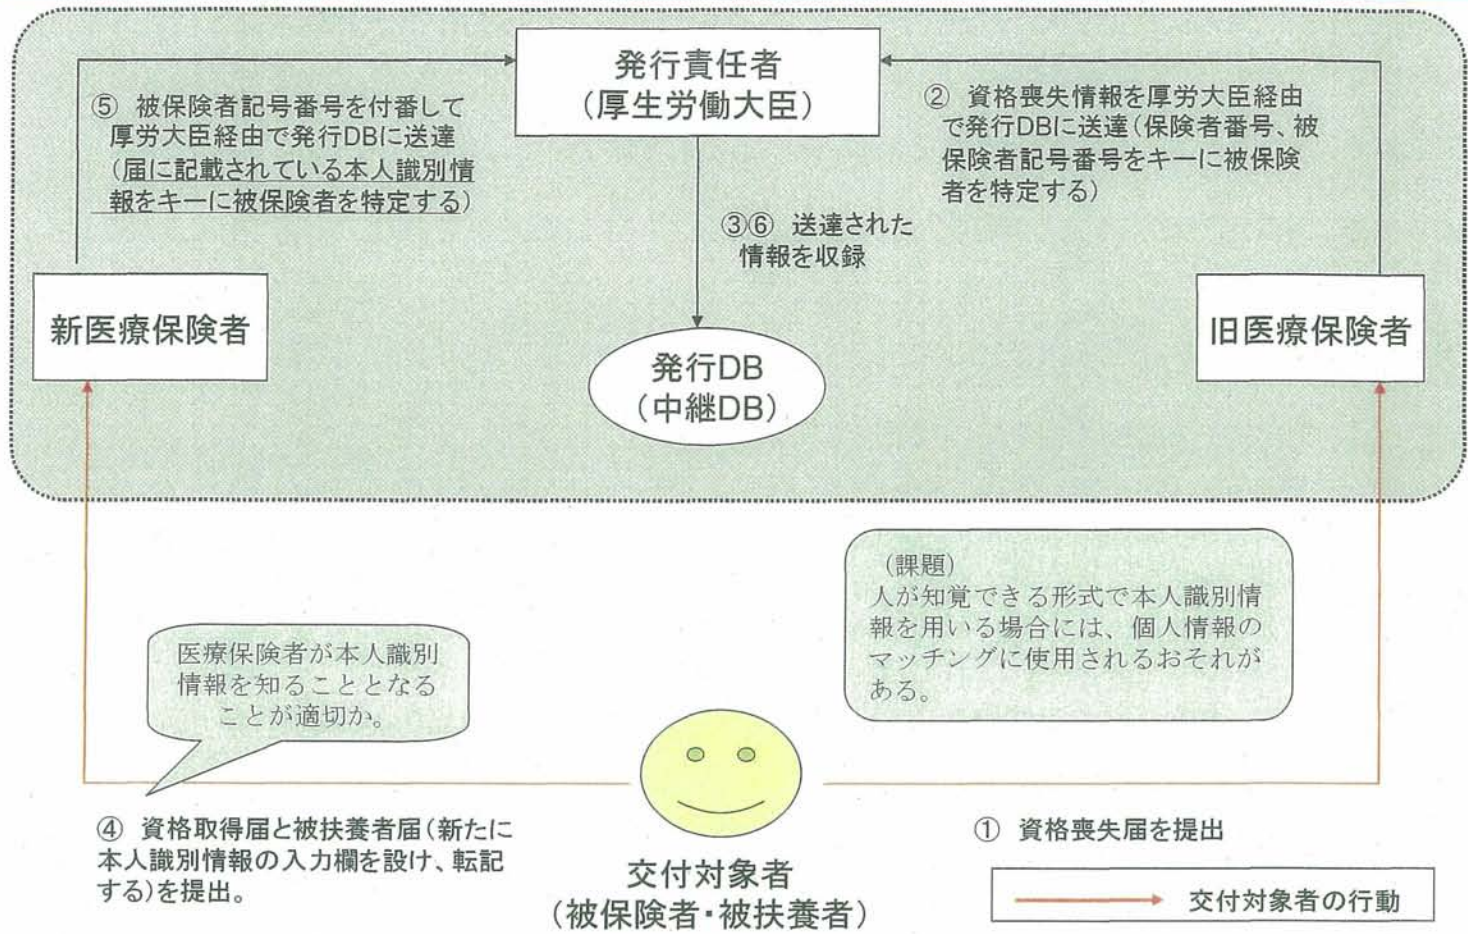 発行責任者
(厚生労働大臣)
⑤ 被保険者記号番号を付番して
厚労大臣経由で発行DBに送達
(届に記載されている本人識別情
報をキーに被保険者を特定する)
② 資格喪失情報を厚労大臣経由
で発行DBに送達(保険者番号、被
保険者記号番号をキーに被保険
者を特定する)
③⑥ 送達された
情報を収録
新医療保険者
旧医療保険者
発行DB
(中継DB)
(課題)
人が知覚できる形式で本人識別情
報を用いる場合には、個人情報の
マッチングに使用されるおそれが
ある。
医療保険者が本人識別
情報を知ることとなる
ことが適切か。
④ 資格取得届と被扶養者届(新たに
本人識別情報の入力欄を設け、転記
する)を提出。
① 資格喪失届を提出
交付対象者
(被保険者・被扶養者)
交付対象者の行動